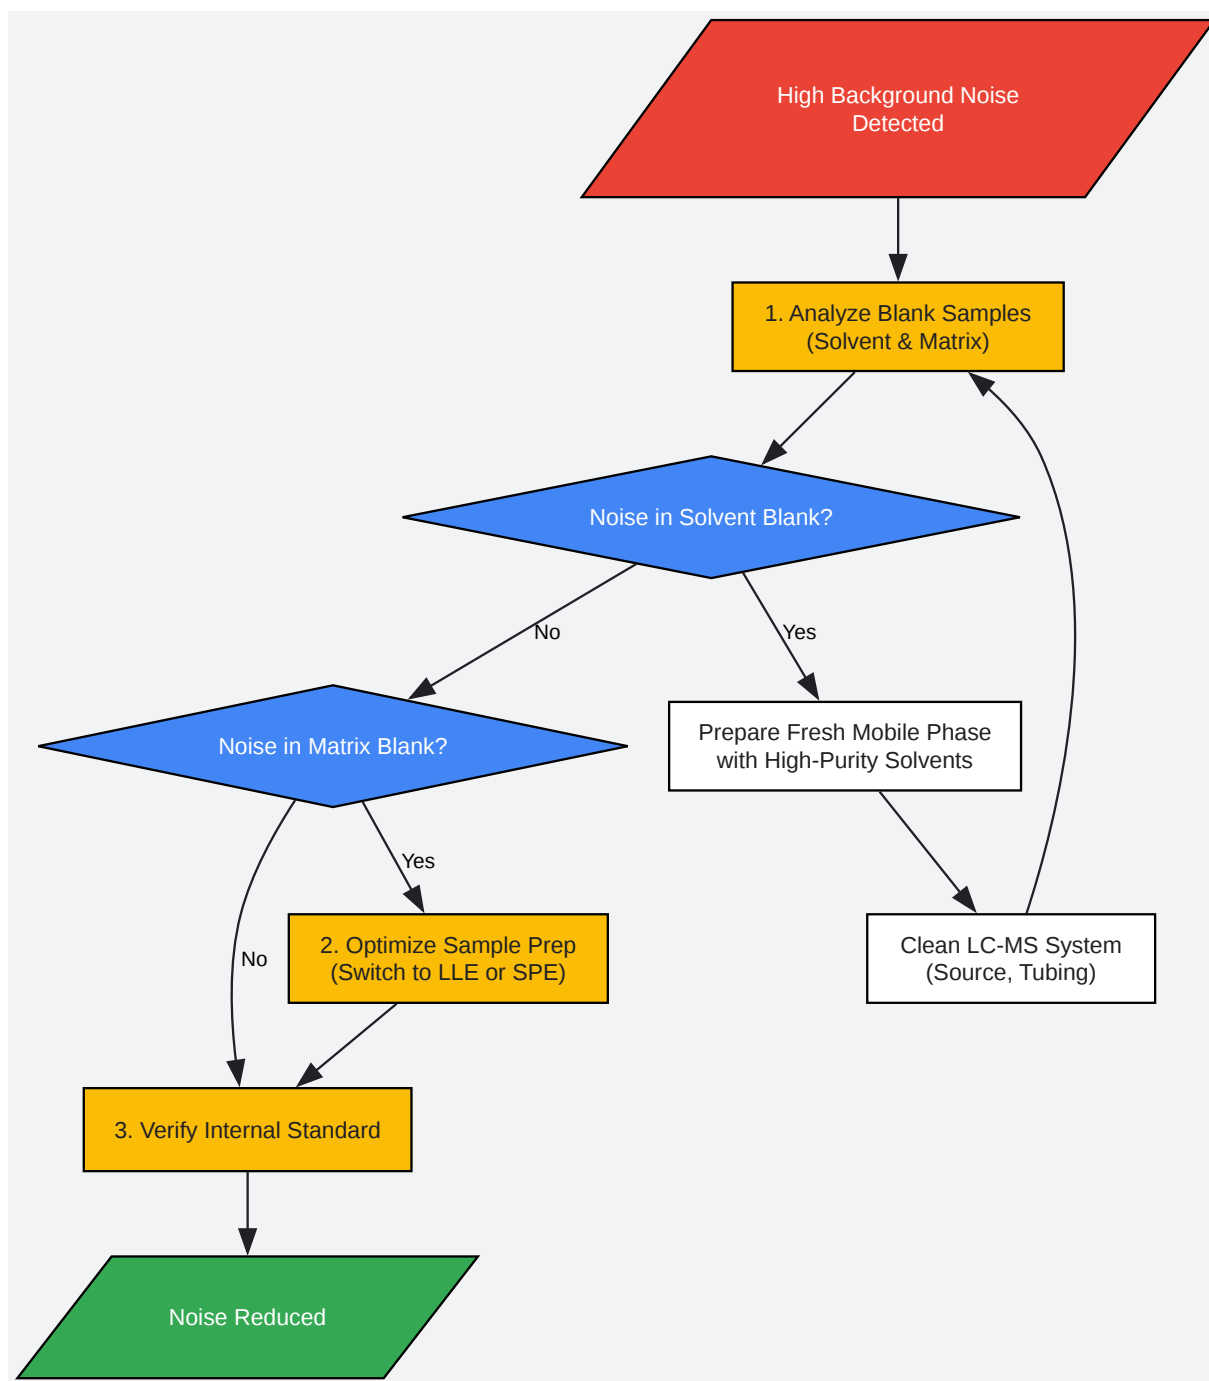 High Background Noise
Detected
1. Analyze Blank Samples
(Solvent & Matrix)
Noise in Solvent Blank?
No
Yes
Noise in Matrix Blank?
Prepare Fresh Mobile Phase
with High-Purity Solvents
Yes
No
2. Optimize Sample Prep
(Switch to LLE or SPE)
Clean LC-MS System
(Source, Tubing)
3. Verify Internal Standard
Noise Reduced